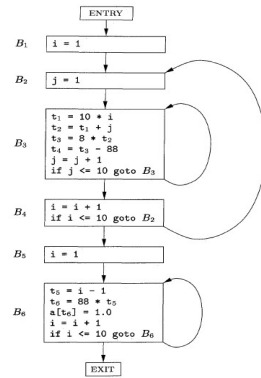 ENTRY
B₁ i = 1
B₂ j = 1
B₃
t₁ = 10 * i
t₂ = t₁ + j
t₃ = 8 * t₂
t₄ = t₃ - 88
j = j + 1
if j <= 10 goto B₃
B₄
i = i + 1
if i <= 10 goto B₂
B₅ i = 1
B₆
t₅ = i - 1
t₆ = 88 * t₅
a[t₆] = 1.0
i = i + 1
if i <= 10 goto B₆
EXIT